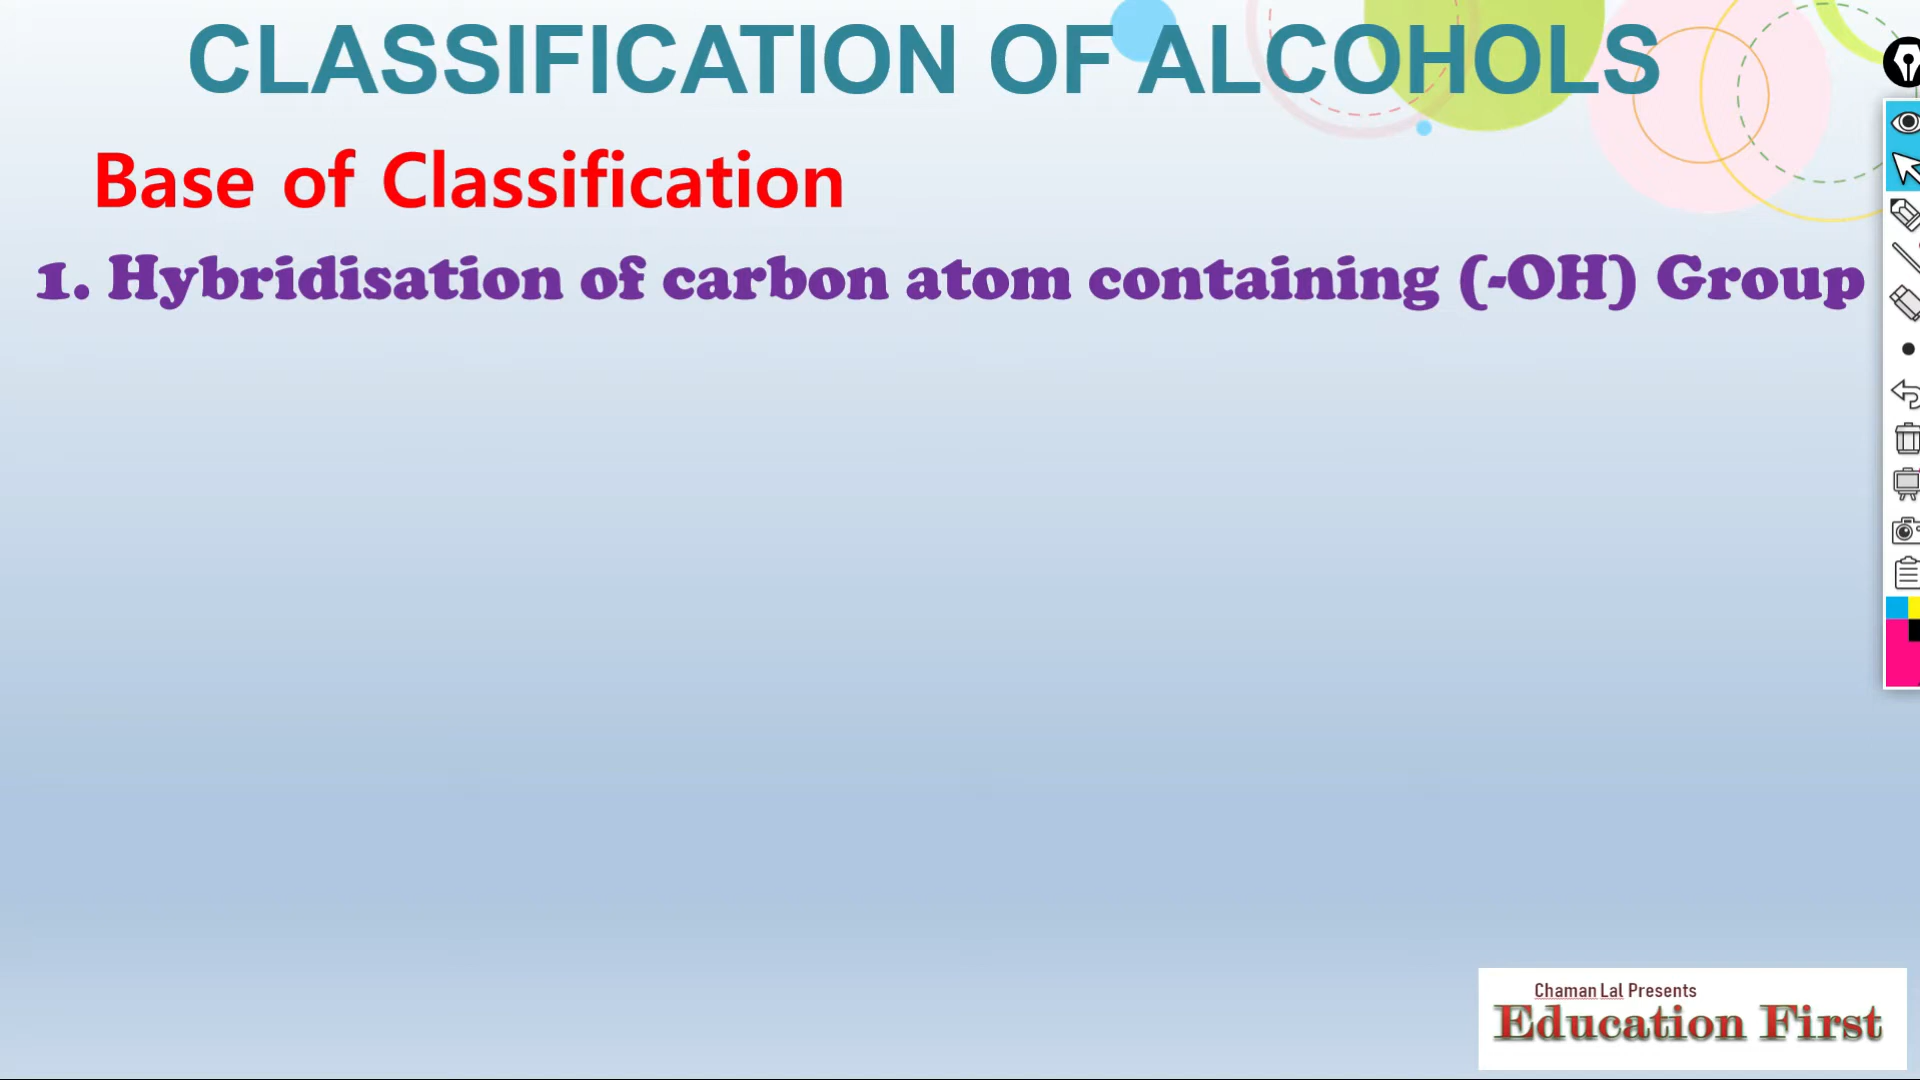 CLASSIFICATION OF ALCOHOLS
Base of Classification
1. Hybridisation of carbon atom containing (-OH) Group
Chaman Lal Presents
Education First